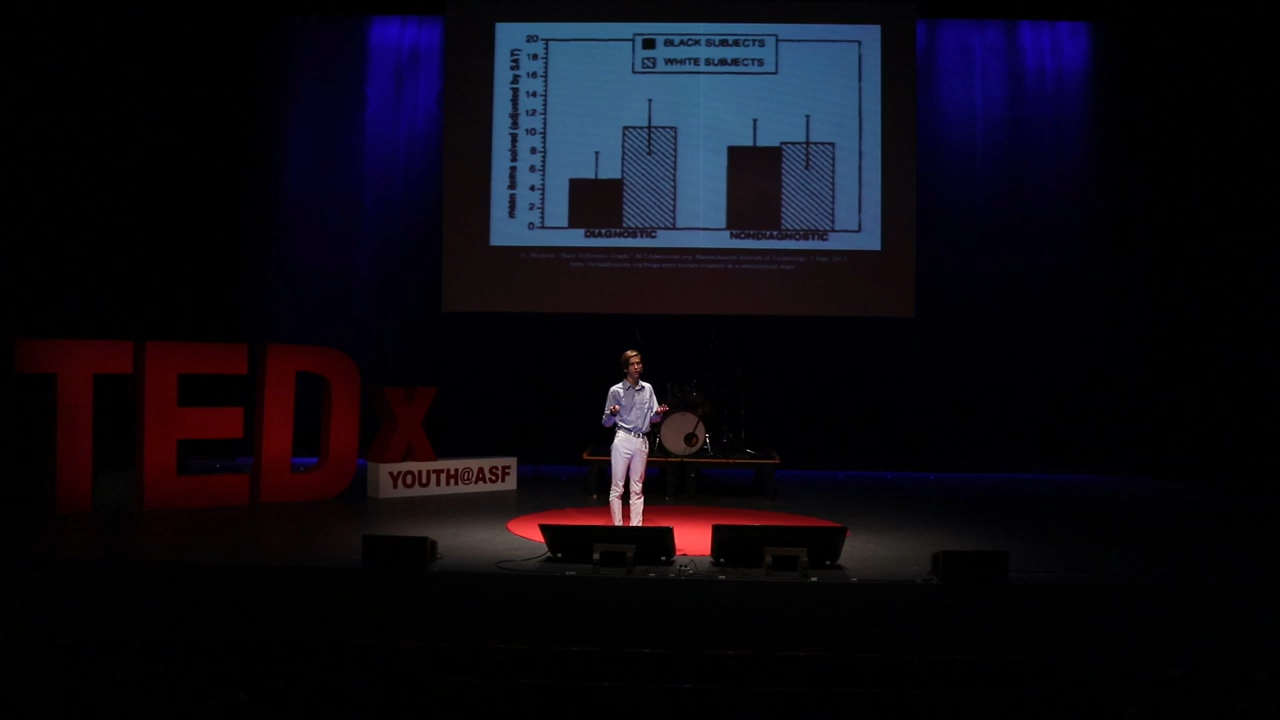 20
BLACK SUBJECTS
18
WHITE SUBJECTS
16
14
12
10
8
6
4
2
0
mean items solved (adjusted by SAT)
DIAGNOSTIC
NONDIAGNOSTIC
TEDx
YOUTH@ASF